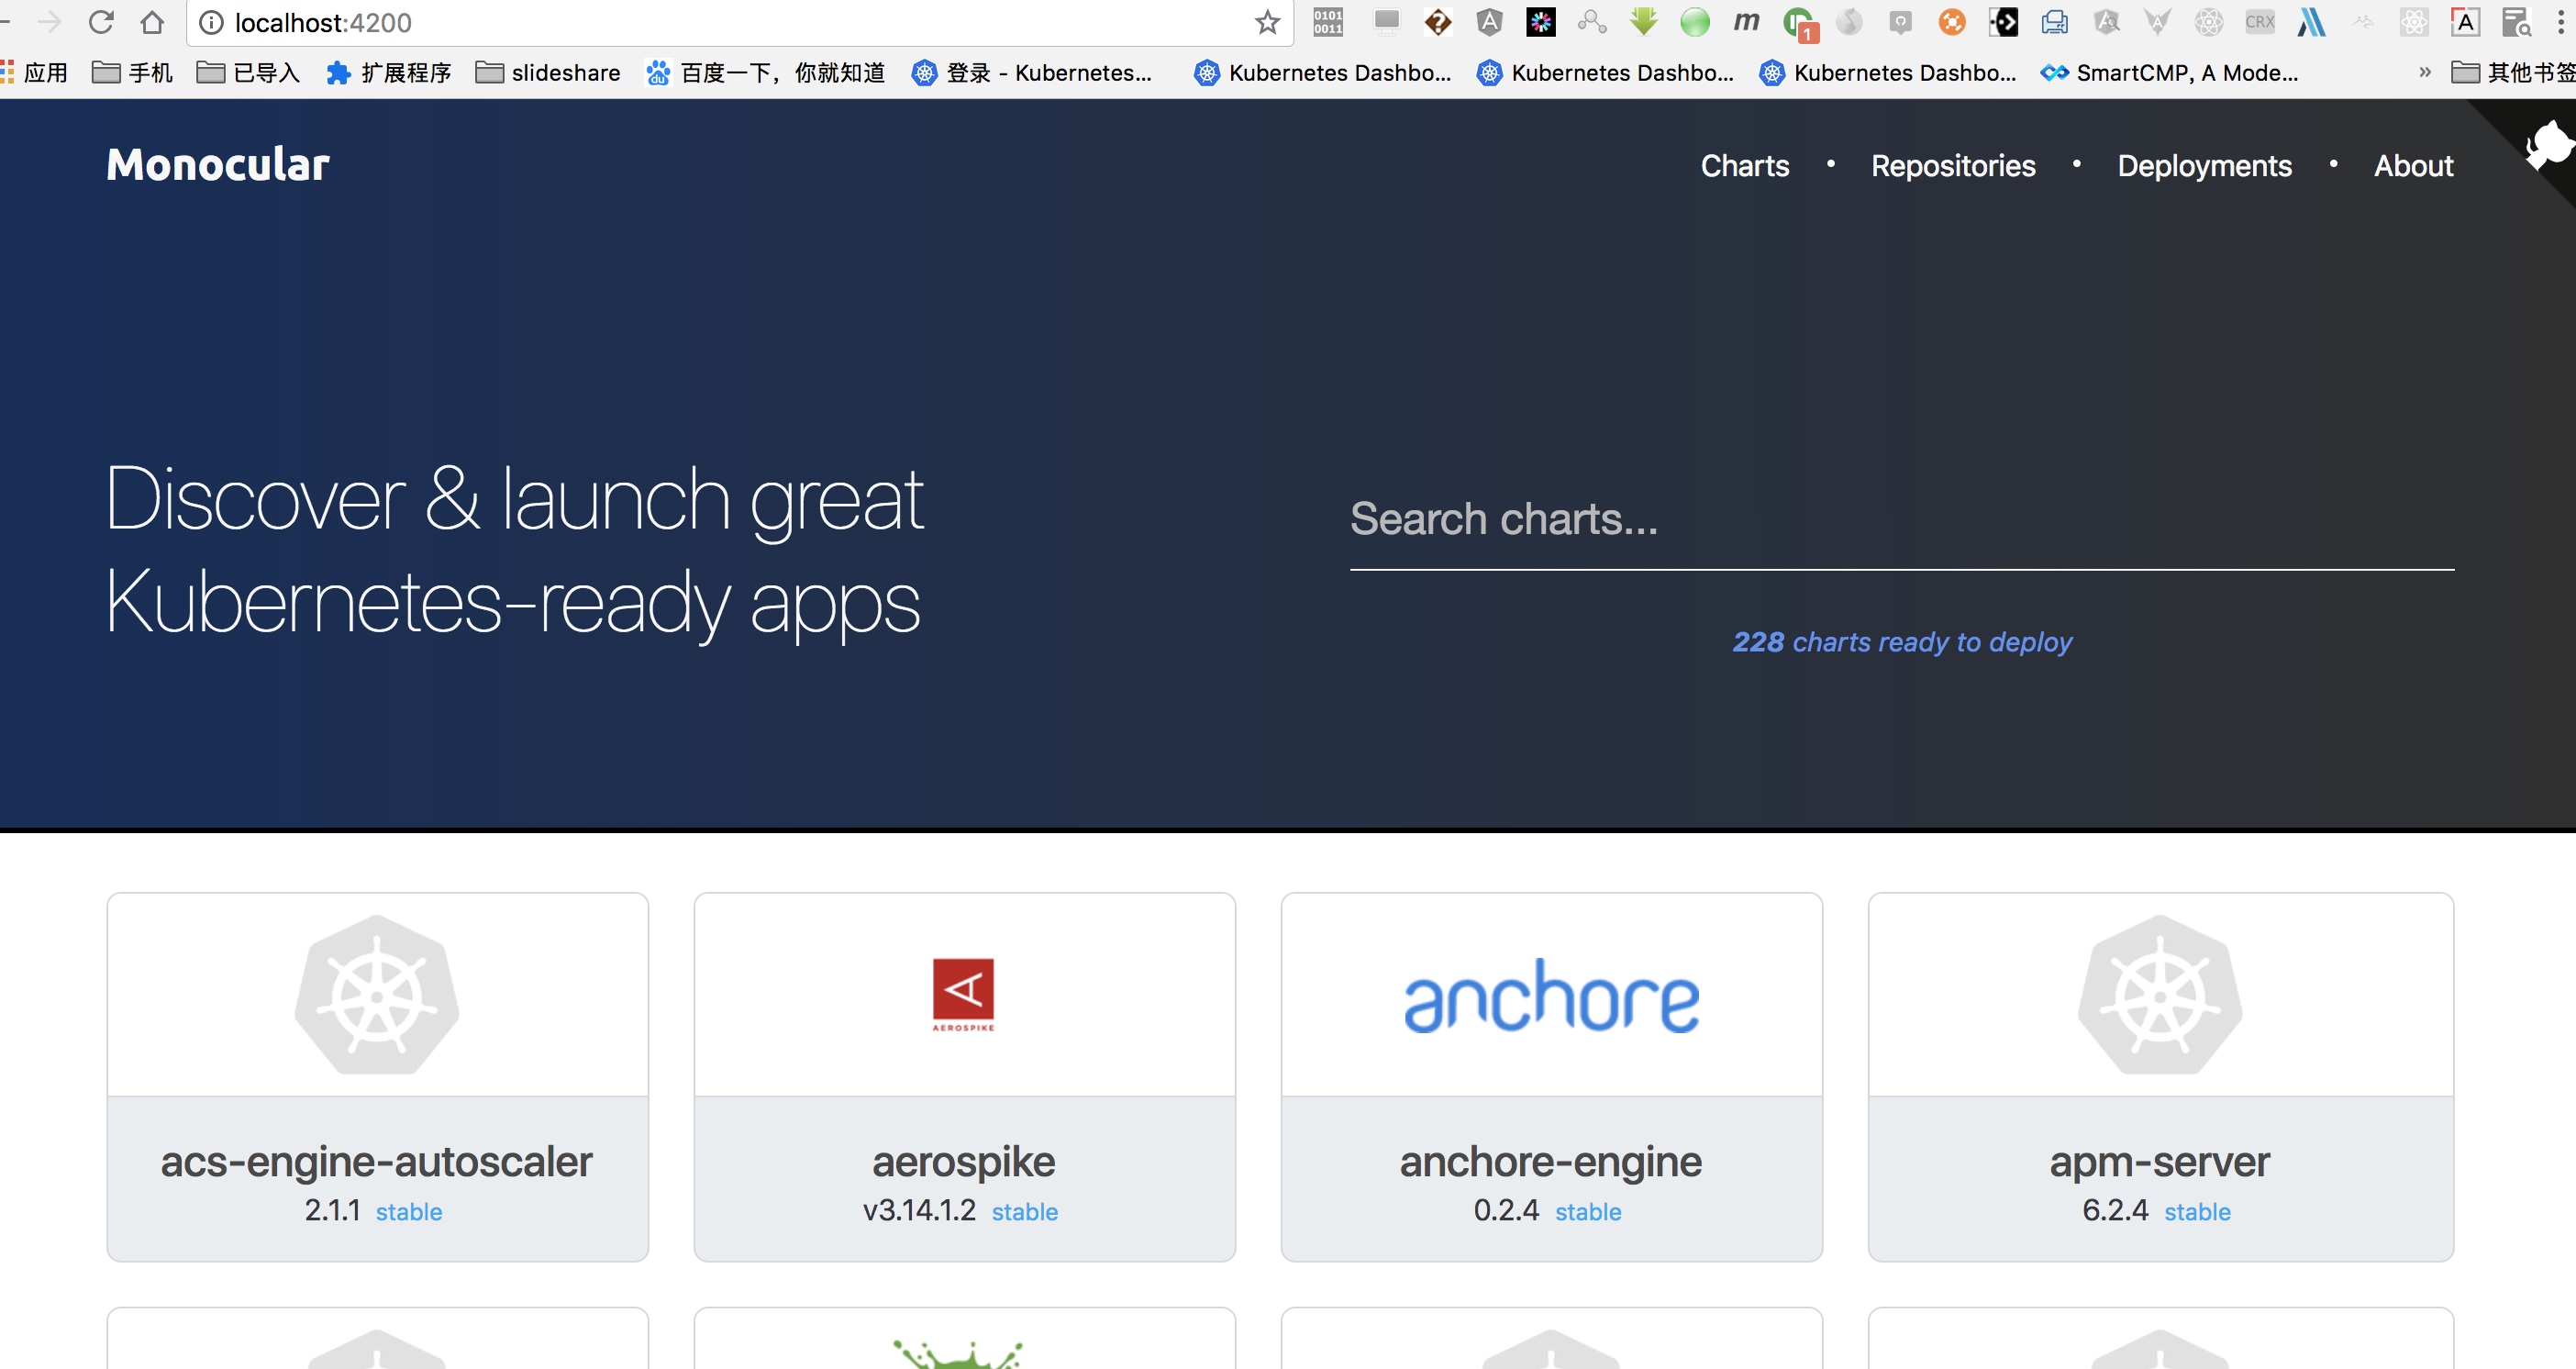 localhost:4200
0101
0011
m
1
CRX
A
应用 手机 已导入 扩展程序 slideshare du 百度一下，你就知道 登录 - Kubernetes... Kubernetes Dashbo... Kubernetes Dashbo... Kubernetes Dashbo... SmartCMP, A Mode... » 其他书签
Monocular
Charts • Repositories • Deployments • About
Discover & launch great
Kubernetes-ready apps
Search charts...
228 charts ready to deploy
AEROSPIKE
anchore
acs-engine-autoscaler
2.1.1 stable
aerospike
v3.14.1.2 stable
anchore-engine
0.2.4 stable
apm-server
6.2.4 stable